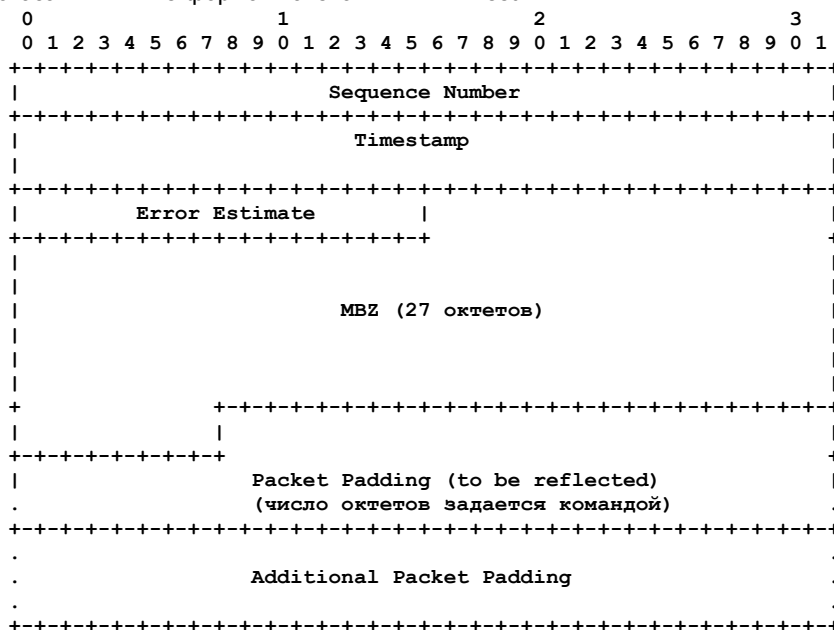 0                   1                   2                   3
0 1 2 3 4 5 6 7 8 9 0 1 2 3 4 5 6 7 8 9 0 1 2 3 4 5 6 7 8 9 0 1
Sequence Number
Timestamp
Error Estimate
MBZ (27 октетов)
Packet Padding (to be reflected)
(число октетов задается командой)
Additional Packet Padding